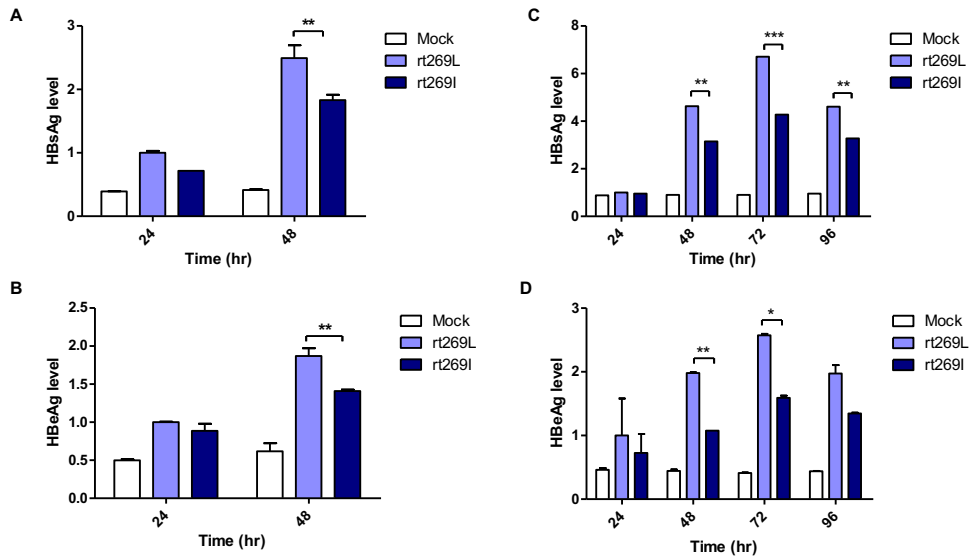 A
HBsAg level
3
2
1
0
**
24
48
Time (hr)
Mock
rt269L
rt269I
C
HBsAg level
8
6
4
2
0
**
***
**
24
48
72
96
Time (hr)
Mock
rt269L
rt269I
B
HBeAg level
2.5
2.0
1.5
1.0
0.5
0.0
**
24
48
Time (hr)
Mock
rt269L
rt269I
D
HBeAg level
3
2
1
0
**
*
24
48
72
96
Time (hr)
Mock
rt269L
rt269I